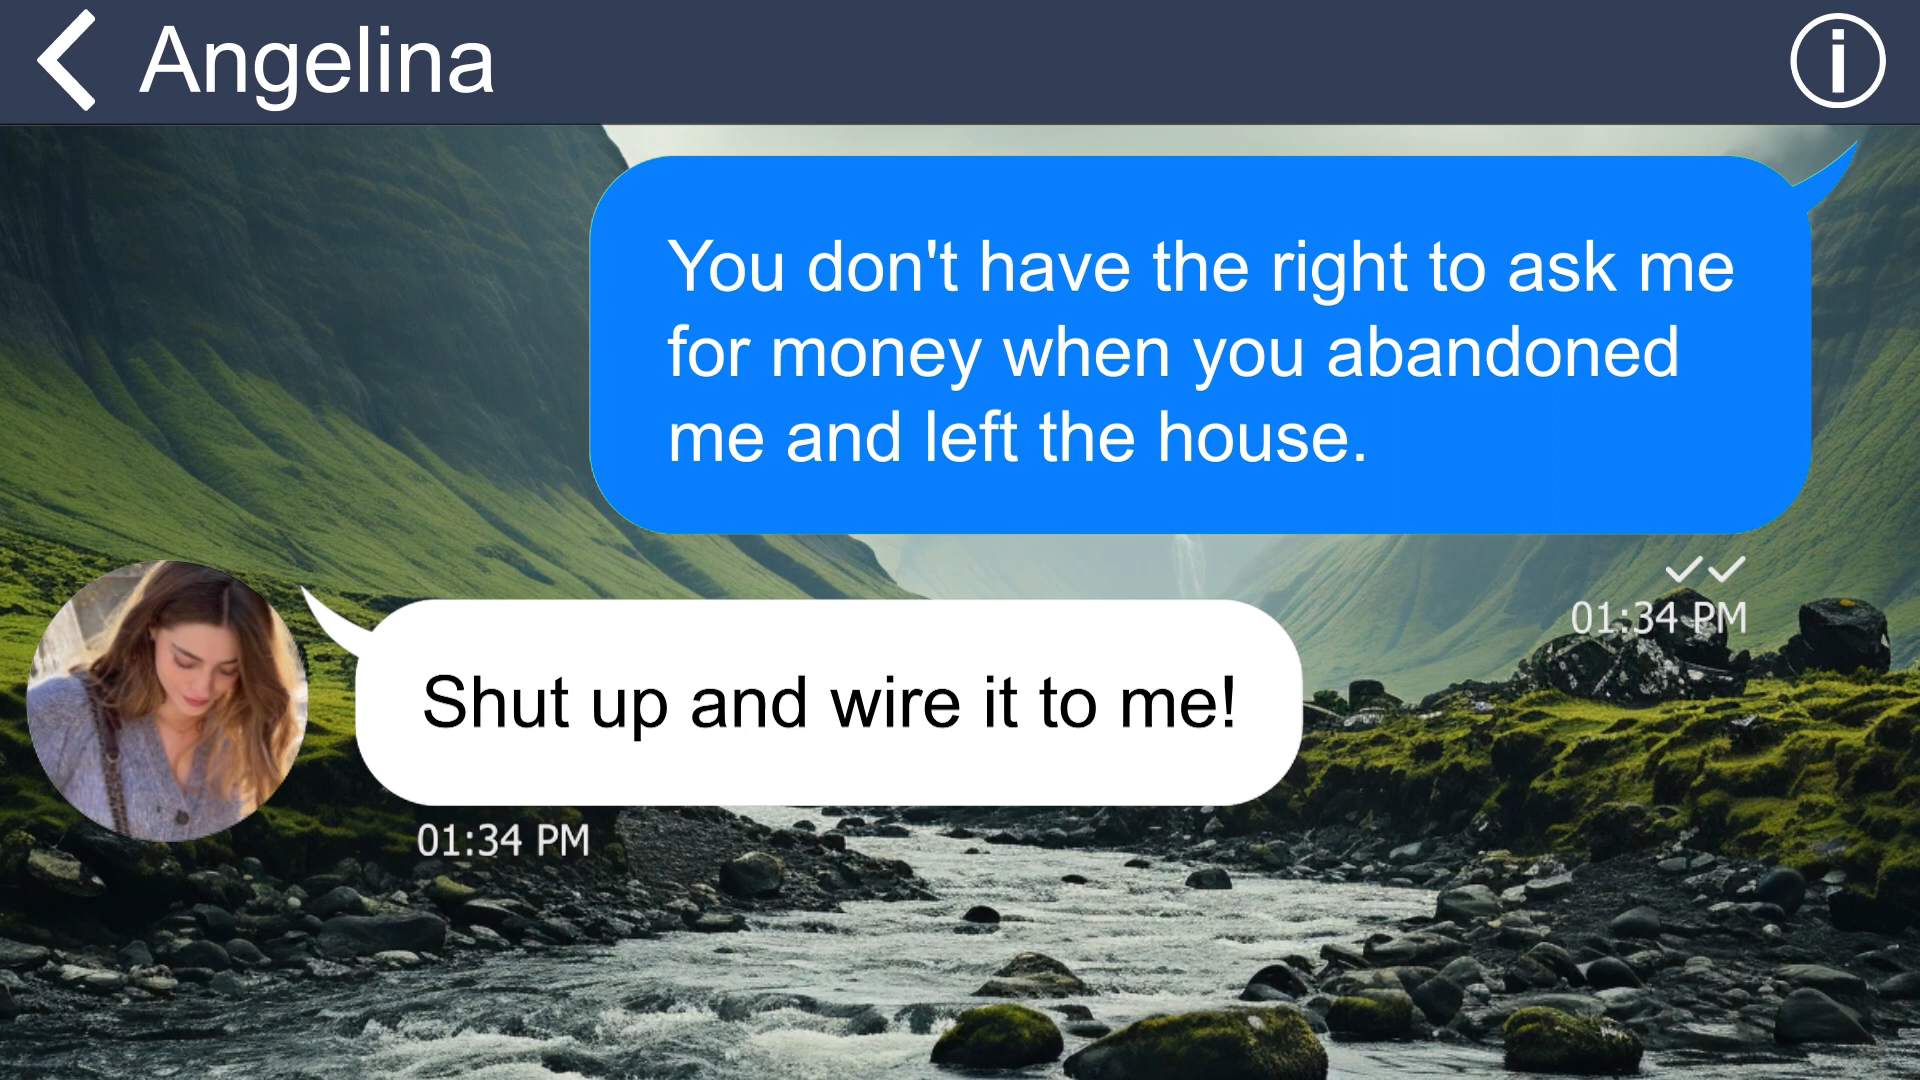 Angelina
You don't have the right to ask me
for money when you abandoned
me and left the house.
01:34 PM
Shut up and wire it to me!
01:34 PM